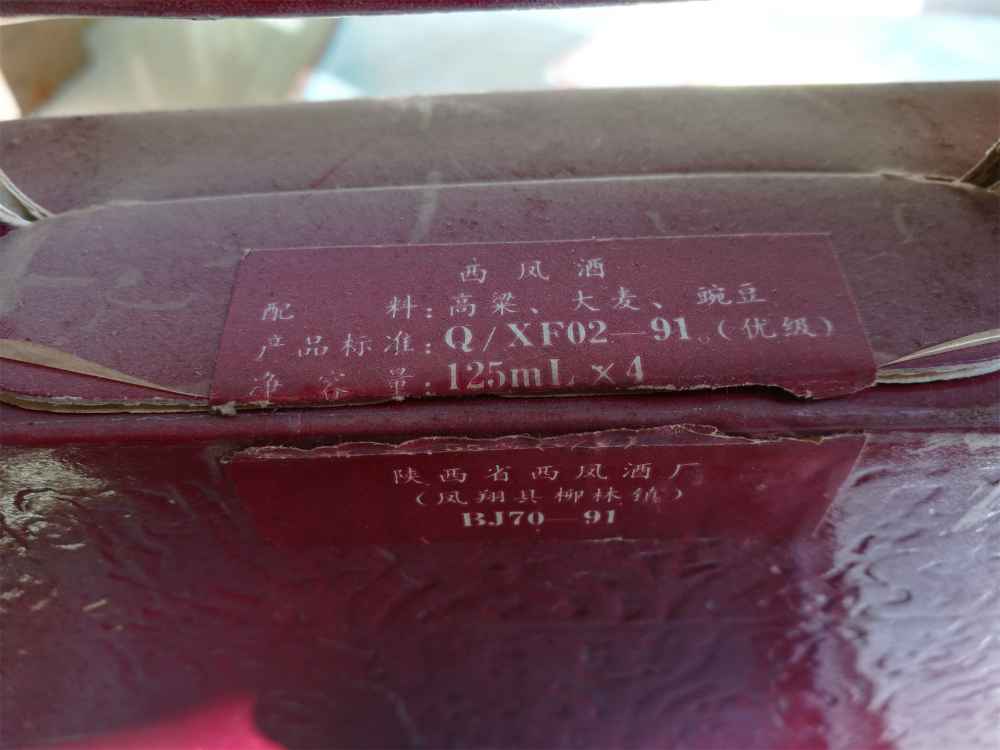 西凤酒
配料:高粱、大麦、豌豆
产品标准:Q/XF02—91。(优级)
净容量:125mL×4
陕西省西凤酒厂
(凤翔县柳林镇)
BJ70—91